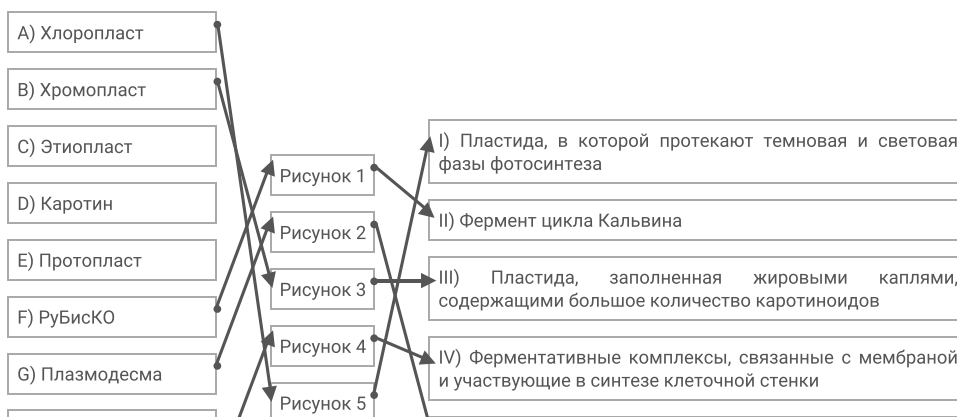 A) Хлоропласт
B) Хромопласт
C) Этиопласт
D) Каротин
E) Протопласт
F) РуБисКО
G) Плазмодесма
Рисунок 1
Рисунок 2
Рисунок 3
Рисунок 4
Рисунок 5
I) Пластида, в которой протекают темновая и световая
фазы фотосинтеза
II) Фермент цикла Кальвина
III) Пластида, заполненная жировыми каплями,
содержащими большое количество каротиноидов
IV) Ферментативные комплексы, связанные с мембраной
и участвующие в синтезе клеточной стенки